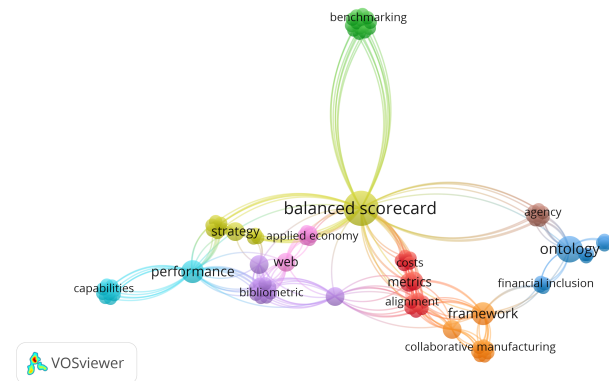 benchmarking
balanced scorecard
agency
strategy
applied economy
ontology
web
costs
performance
metrics
financial inclusion
capabilities
bibliometric
alignment
framework
collaborative manufacturing
VOSviewer